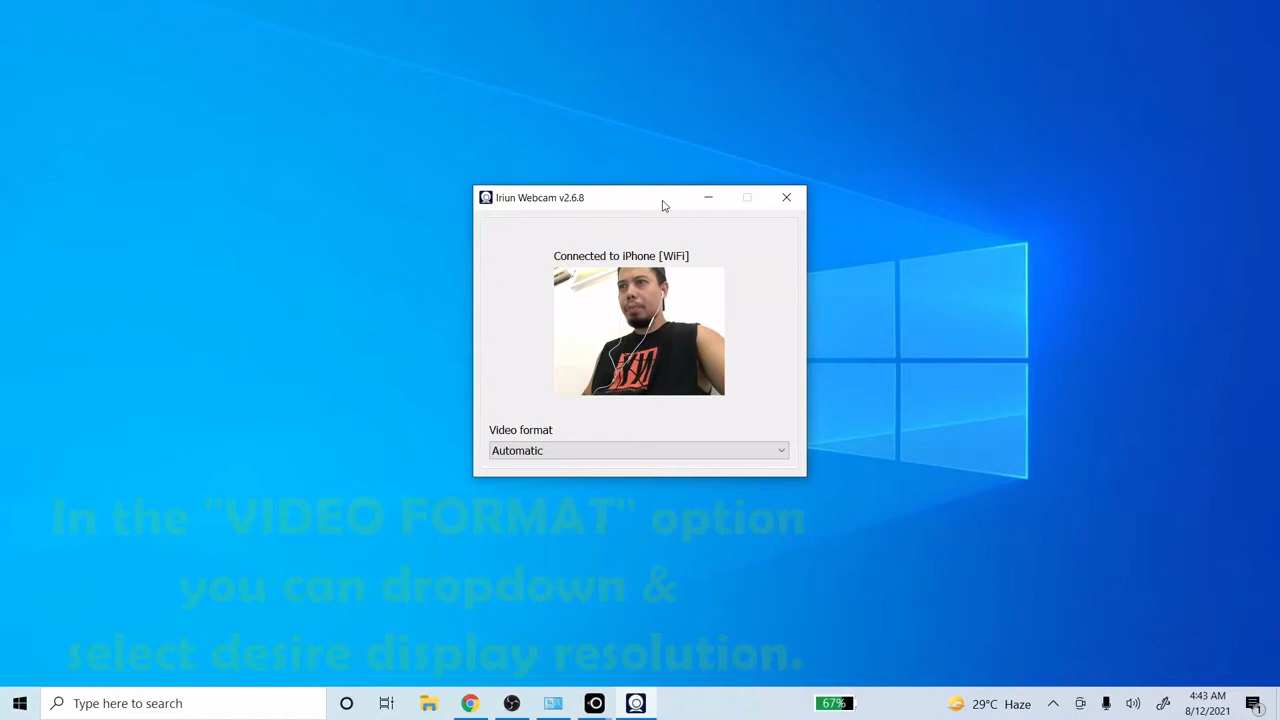 Iriun Webcam v2.6.8
Connected to iPhone [WiFi]
Video format
Automatic
In the "VIDEO FORMAT" option
you can dropdown &
select desire display resolution.
Type here to search
67%
29°C Haze
4:43 AM
8/12/2021
1